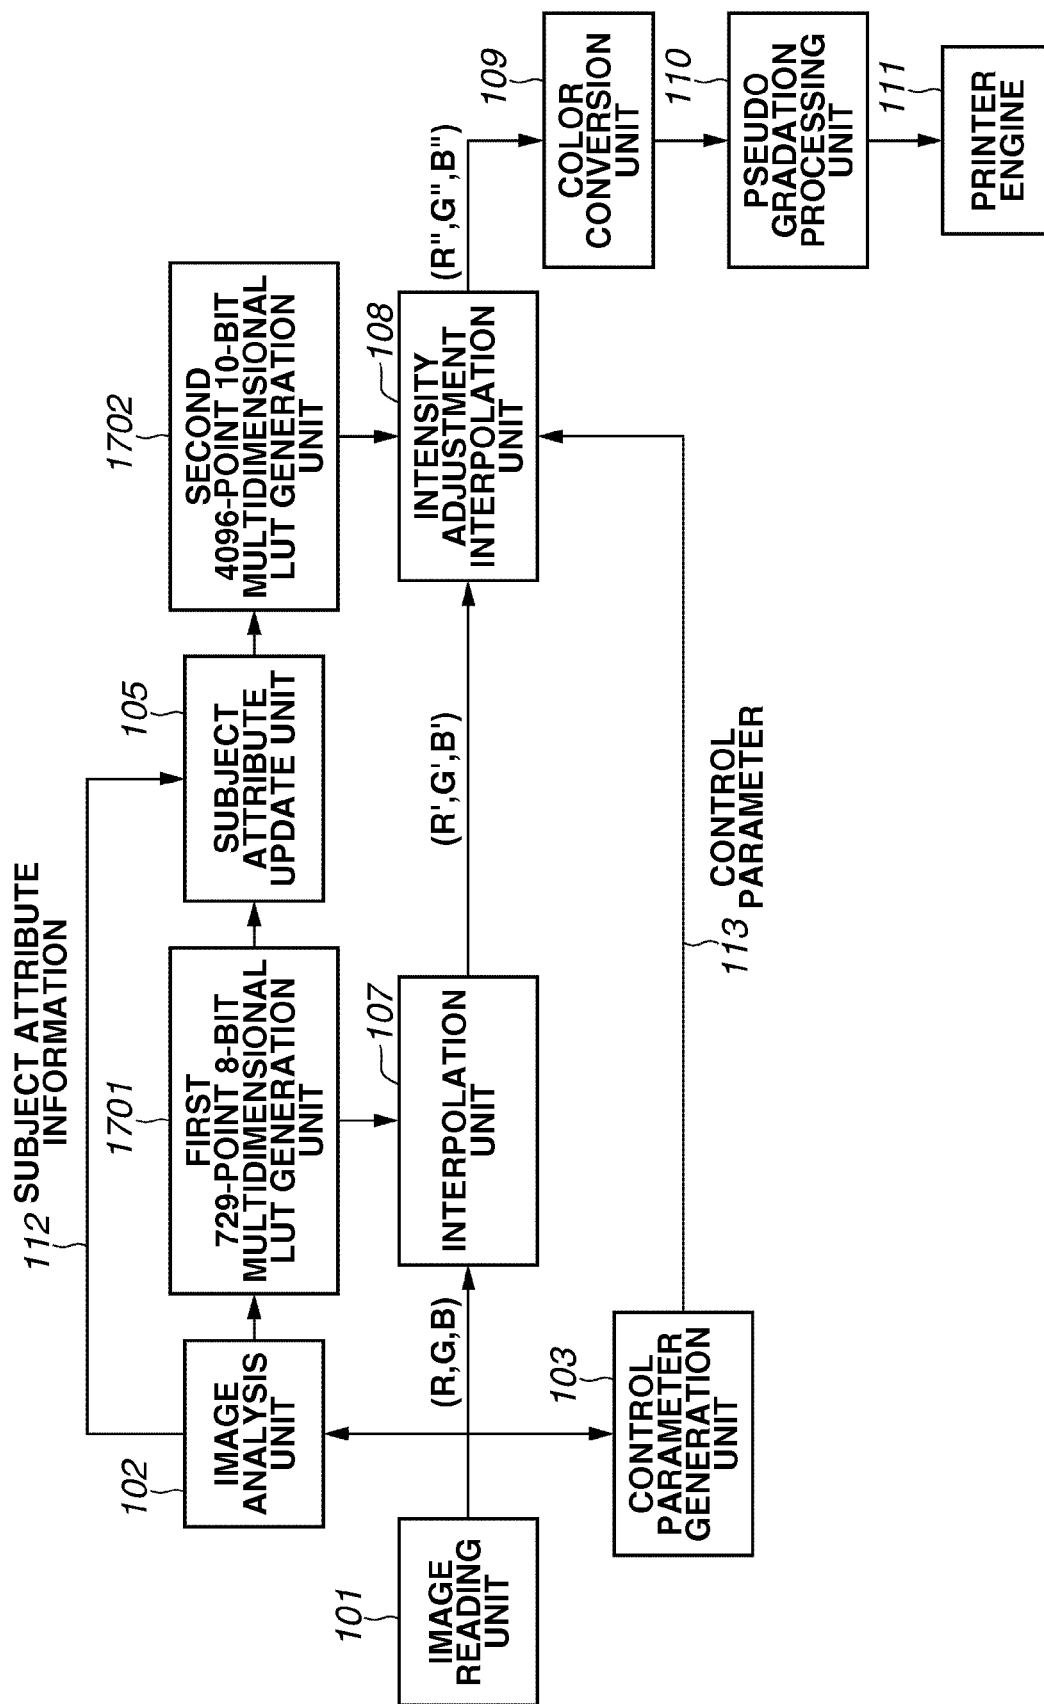 112 SUBJECT ATTRIBUTE
INFORMATION
102
IMAGE
ANALYSIS
UNIT
1701
FIRST
729-POINT 8-BIT
MULTIDIMENSIONAL
LUT GENERATION
UNIT
105
SUBJECT
ATTRIBUTE
UPDATE UNIT
1702
SECOND
4096-POINT 10-BIT
MULTIDIMENSIONAL
LUT GENERATION
UNIT
101
IMAGE
READING
UNIT
(R,G,B)
107
INTERPOLATION
UNIT
(R',G',B')
108
INTENSITY
ADJUSTMENT
INTERPOLATION
UNIT
(R",G",B")
109
COLOR
CONVERSION
UNIT
110
PSEUDO
GRADATION
PROCESSING
UNIT
111
PRINTER
ENGINE
103
CONTROL
PARAMETER
GENERATION
UNIT
113 CONTROL
PARAMETER